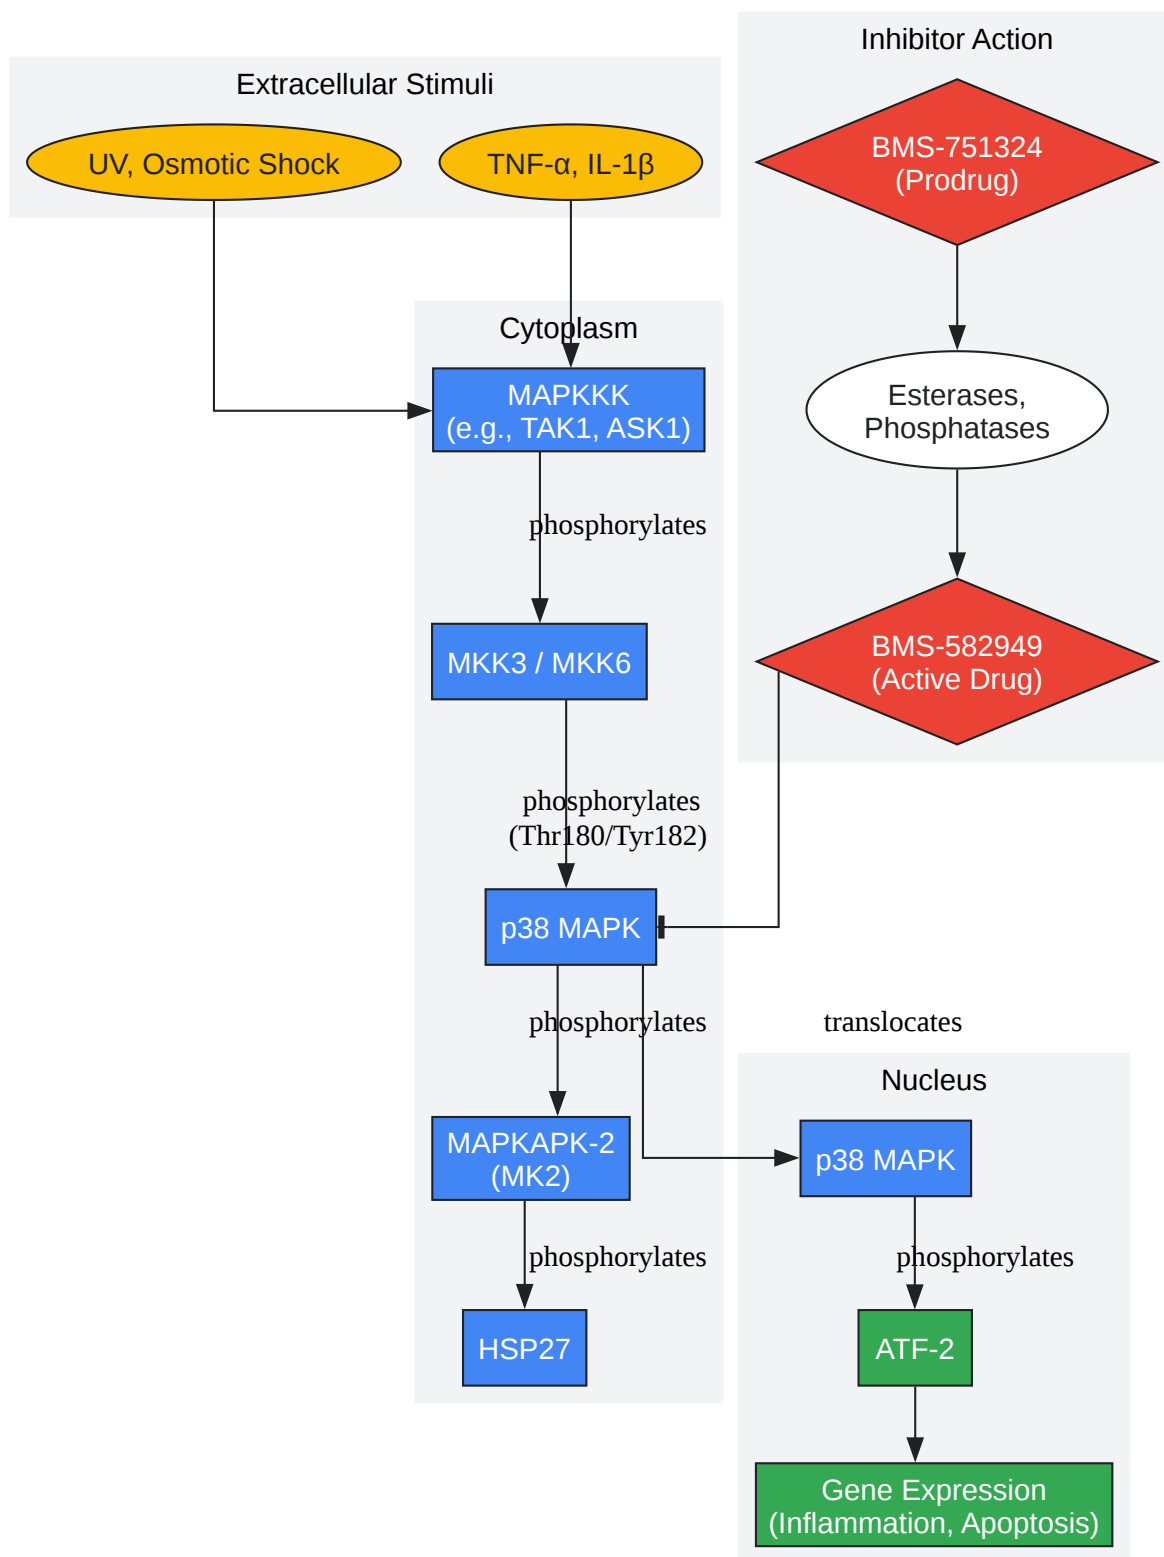 Inhibitor Action
Extracellular Stimuli
UV, Osmotic Shock
TNF-α, IL-1β
BMS-751324
(Prodrug)
Cytoplasm
MAPKKK
(e.g., TAK1, ASK1)
Esterases,
Phosphatases
phosphorylates
MKK3 / MKK6
BMS-582949
(Active Drug)
phosphorylates
(Thr180/Tyr182)
p38 MAPK
phosphorylates
translocates
Nucleus
MAPKAPK-2
(MK2)
p38 MAPK
phosphorylates
phosphorylates
HSP27
ATF-2
Gene Expression
(Inflammation, Apoptosis)